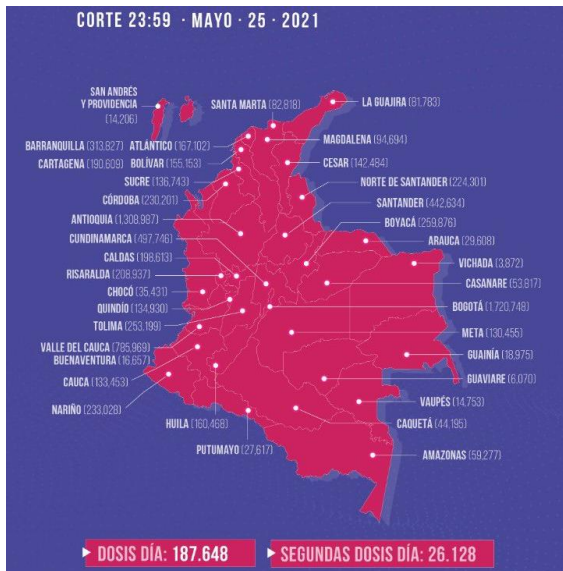 CORTE 23:59 · MAYO · 25 · 2021
SAN ANDRÉS
Y PROVIDENCIA
(14,206)
SANTA MARTA (82,818)
LA GUAJIRA (81,783)
BARRANQUILLA (313,827)
ATLÁNTICO (167,102)
MAGDALENA (94,694)
CARTAGENA (190,609)
BOLÍVAR (155,153)
CESAR (142,484)
SUCRE (136,743)
NORTE DE SANTANDER (224,301)
CÓRDOBA (230,201)
SANTANDER (442,634)
ANTIOQUIA (1,308,987)
BOYACÁ (259,876)
CUNDINAMARCA (497,746)
ARAUCA (29,608)
CALDAS (198,613)
VICHADA (3,872)
RISARALDA (208,937)
CASANARE (53,817)
CHOCÓ (35,431)
BOGOTÁ (1,720,748)
QUINDÍO (134,930)
TOLIMA (253,199)
META (130,455)
VALLE DEL CAUCA (785,969)
GUAINÍA (18,975)
BUENAVENTURA (16,657)
GUAVIARE (6,070)
CAUCA (133,453)
VAUPÉS (14,753)
NARIÑO (233,028)
HUILA (160,468)
CAQUETÁ (44,195)
PUTUMAYO (27,617)
AMAZONAS (59,277)
DOSIS DÍA: 187.648
SEGUNDAS DOSIS DÍA: 26.128